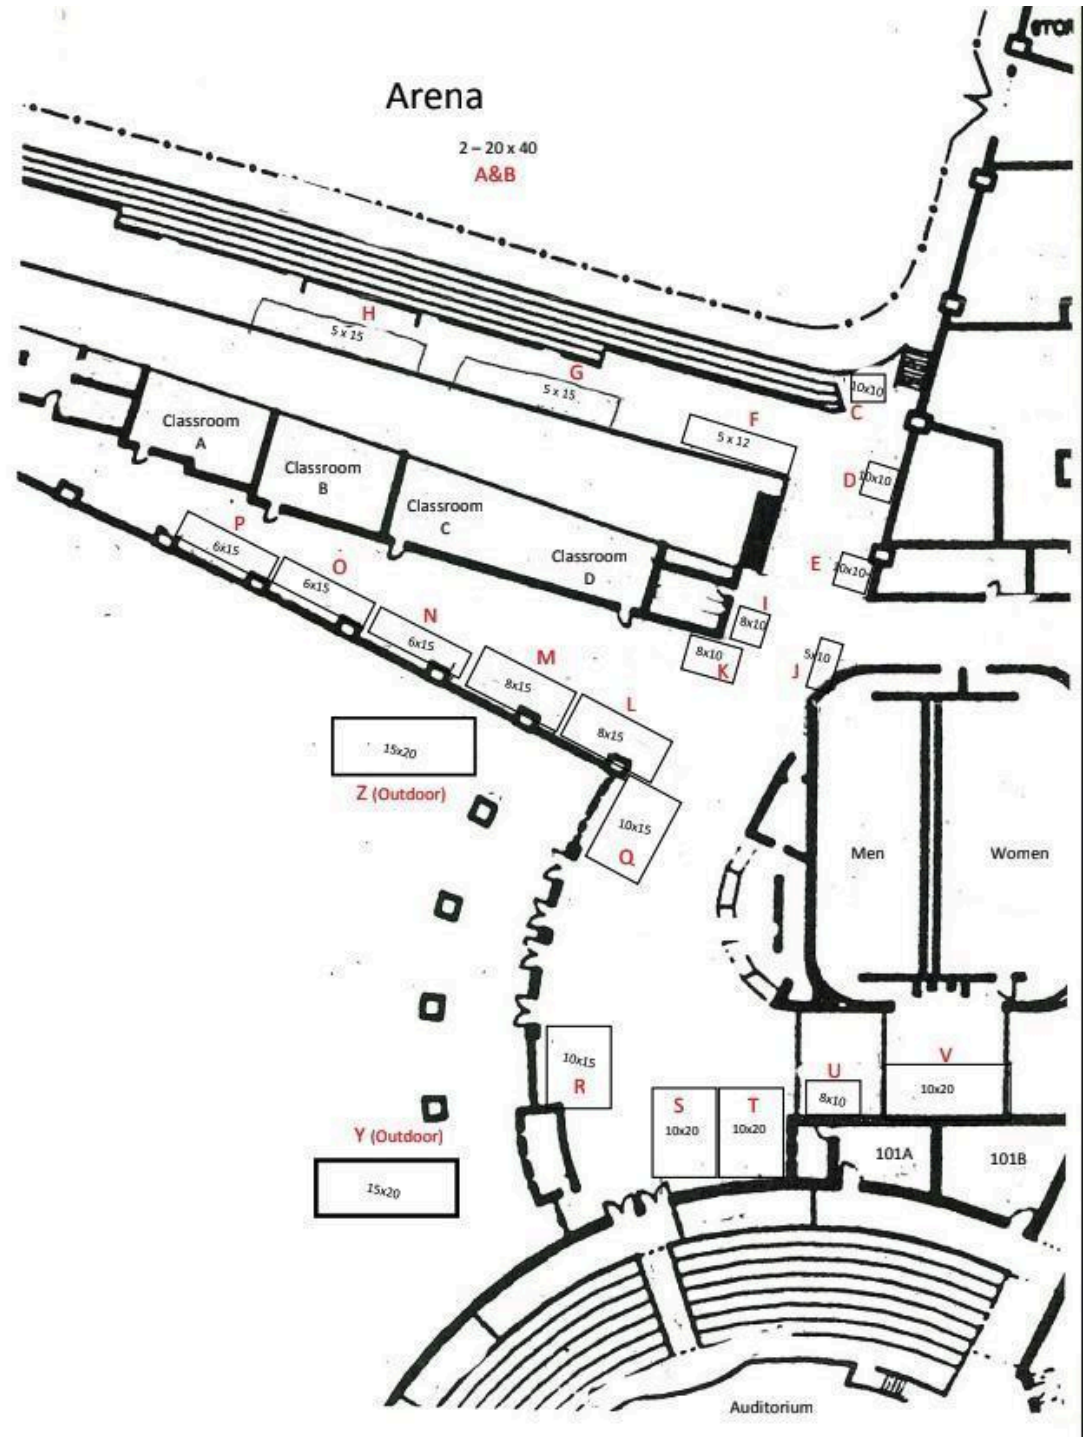 STOR
Arena
2 – 20 x 40
A&B
H
5 x 15
G
5 x 15
10x10
C
F
5 x 12
Classroom
A
Classroom
B
Classroom
C
Classroom
D
D
10x10
E
10x10
P
6x15
O
6x15
N
6x15
M
8x15
L
8x15
I
8x10
K
8x10
J
5x10
15x20
Z (Outdoor)
10x15
Q
Men
Women
10x15
R
S
10x20
T
10x20
U
8x10
V
10x20
Y (Outdoor)
15x20
101A
101B
Auditorium